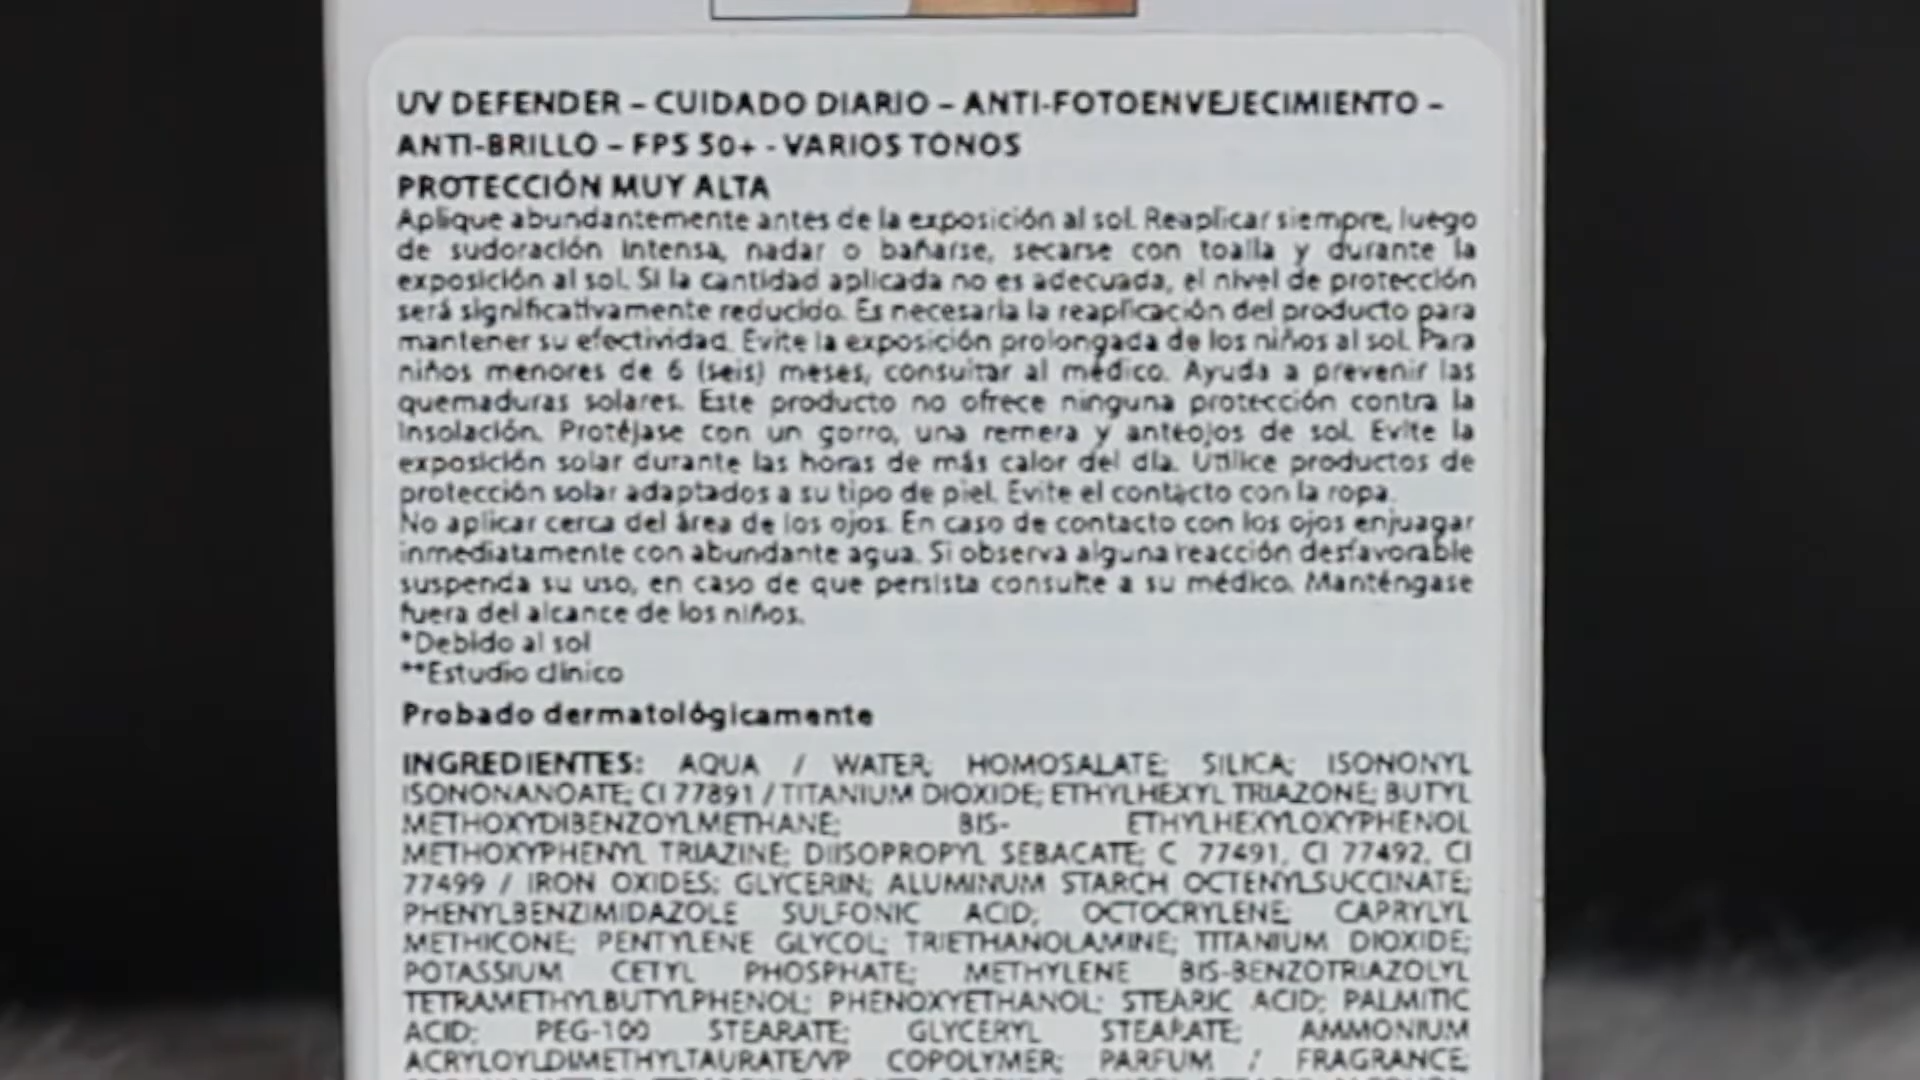 UV DEFENDER – CUIDADO DIARIO – ANTI-FOTOENVEJECIMIENTO –
ANTI-BRILLO – FPS 50+ - VARIOS TONOS
PROTECCIÓN MUY ALTA
Aplique abundantemente antes de la exposición al sol. Reaplicar siempre, luego
de sudoración intensa, nadar o bañarse, secarse con toalla y durante la
exposición al sol. Si la cantidad aplicada no es adecuada, el nivel de protección
será significativamente reducido. Es necesaria la reaplicación del producto para
mantener su efectividad. Evite la exposición prolongada de los niños al sol. Para
niños menores de 6 (seis) meses, consultar al médico. Ayuda a prevenir las
quemaduras solares. Este producto no ofrece ninguna protección contra la
insolación. Protéjase con un gorro, una remera y anteojos de sol. Evite la
exposición solar durante las horas de más calor del día. Utilice productos de
protección solar adaptados a su tipo de piel. Evite el contacto con la ropa.
No aplicar cerca del área de los ojos. En caso de contacto con los ojos enjuagar
inmediatamente con abundante agua. Si observa alguna reacción desfavorable
suspenda su uso, en caso de que persista consulte a su médico. Manténgase
fuera del alcance de los niños.
*Debido al sol
**Estudio clínico
Probado dermatológicamente
INGREDIENTES: AQUA / WATER; HOMOSALATE; SILICA; ISONONYL
ISONONANOATE; CI 77891 / TITANIUM DIOXIDE; ETHYLHEXYL TRIAZONE; BUTYL
METHOXYDIBENZOYLMETHANE; BIS- ETHYLHEXYLOXYPHENOL
METHOXYPHENYL TRIAZINE; DIISOPROPYL SEBACATE; C 77491, CI 77492, CI
77499 / IRON OXIDES; GLYCERIN; ALUMINUM STARCH OCTENYLSUCCINATE;
PHENYLBENZIMIDAZOLE SULFONIC ACID; OCTOCRYLENE; CAPRYLYL
METHICONE; PENTYLENE GLYCOL; TRIETHANOLAMINE; TITANIUM DIOXIDE;
POTASSIUM CETYL PHOSPHATE; METHYLENE BIS-BENZOTRIAZOLYL
TETRAMETHYLBUTYLPHENOL; PHENOXYETHANOL; STEARIC ACID; PALMITIC
ACID; PEG-100 STEARATE; GLYCERYL STEARATE; AMMONIUM
ACRYLOYLDIMETHYLTAURATE/VP COPOLYMER; PARFUM / FRAGRANCE;